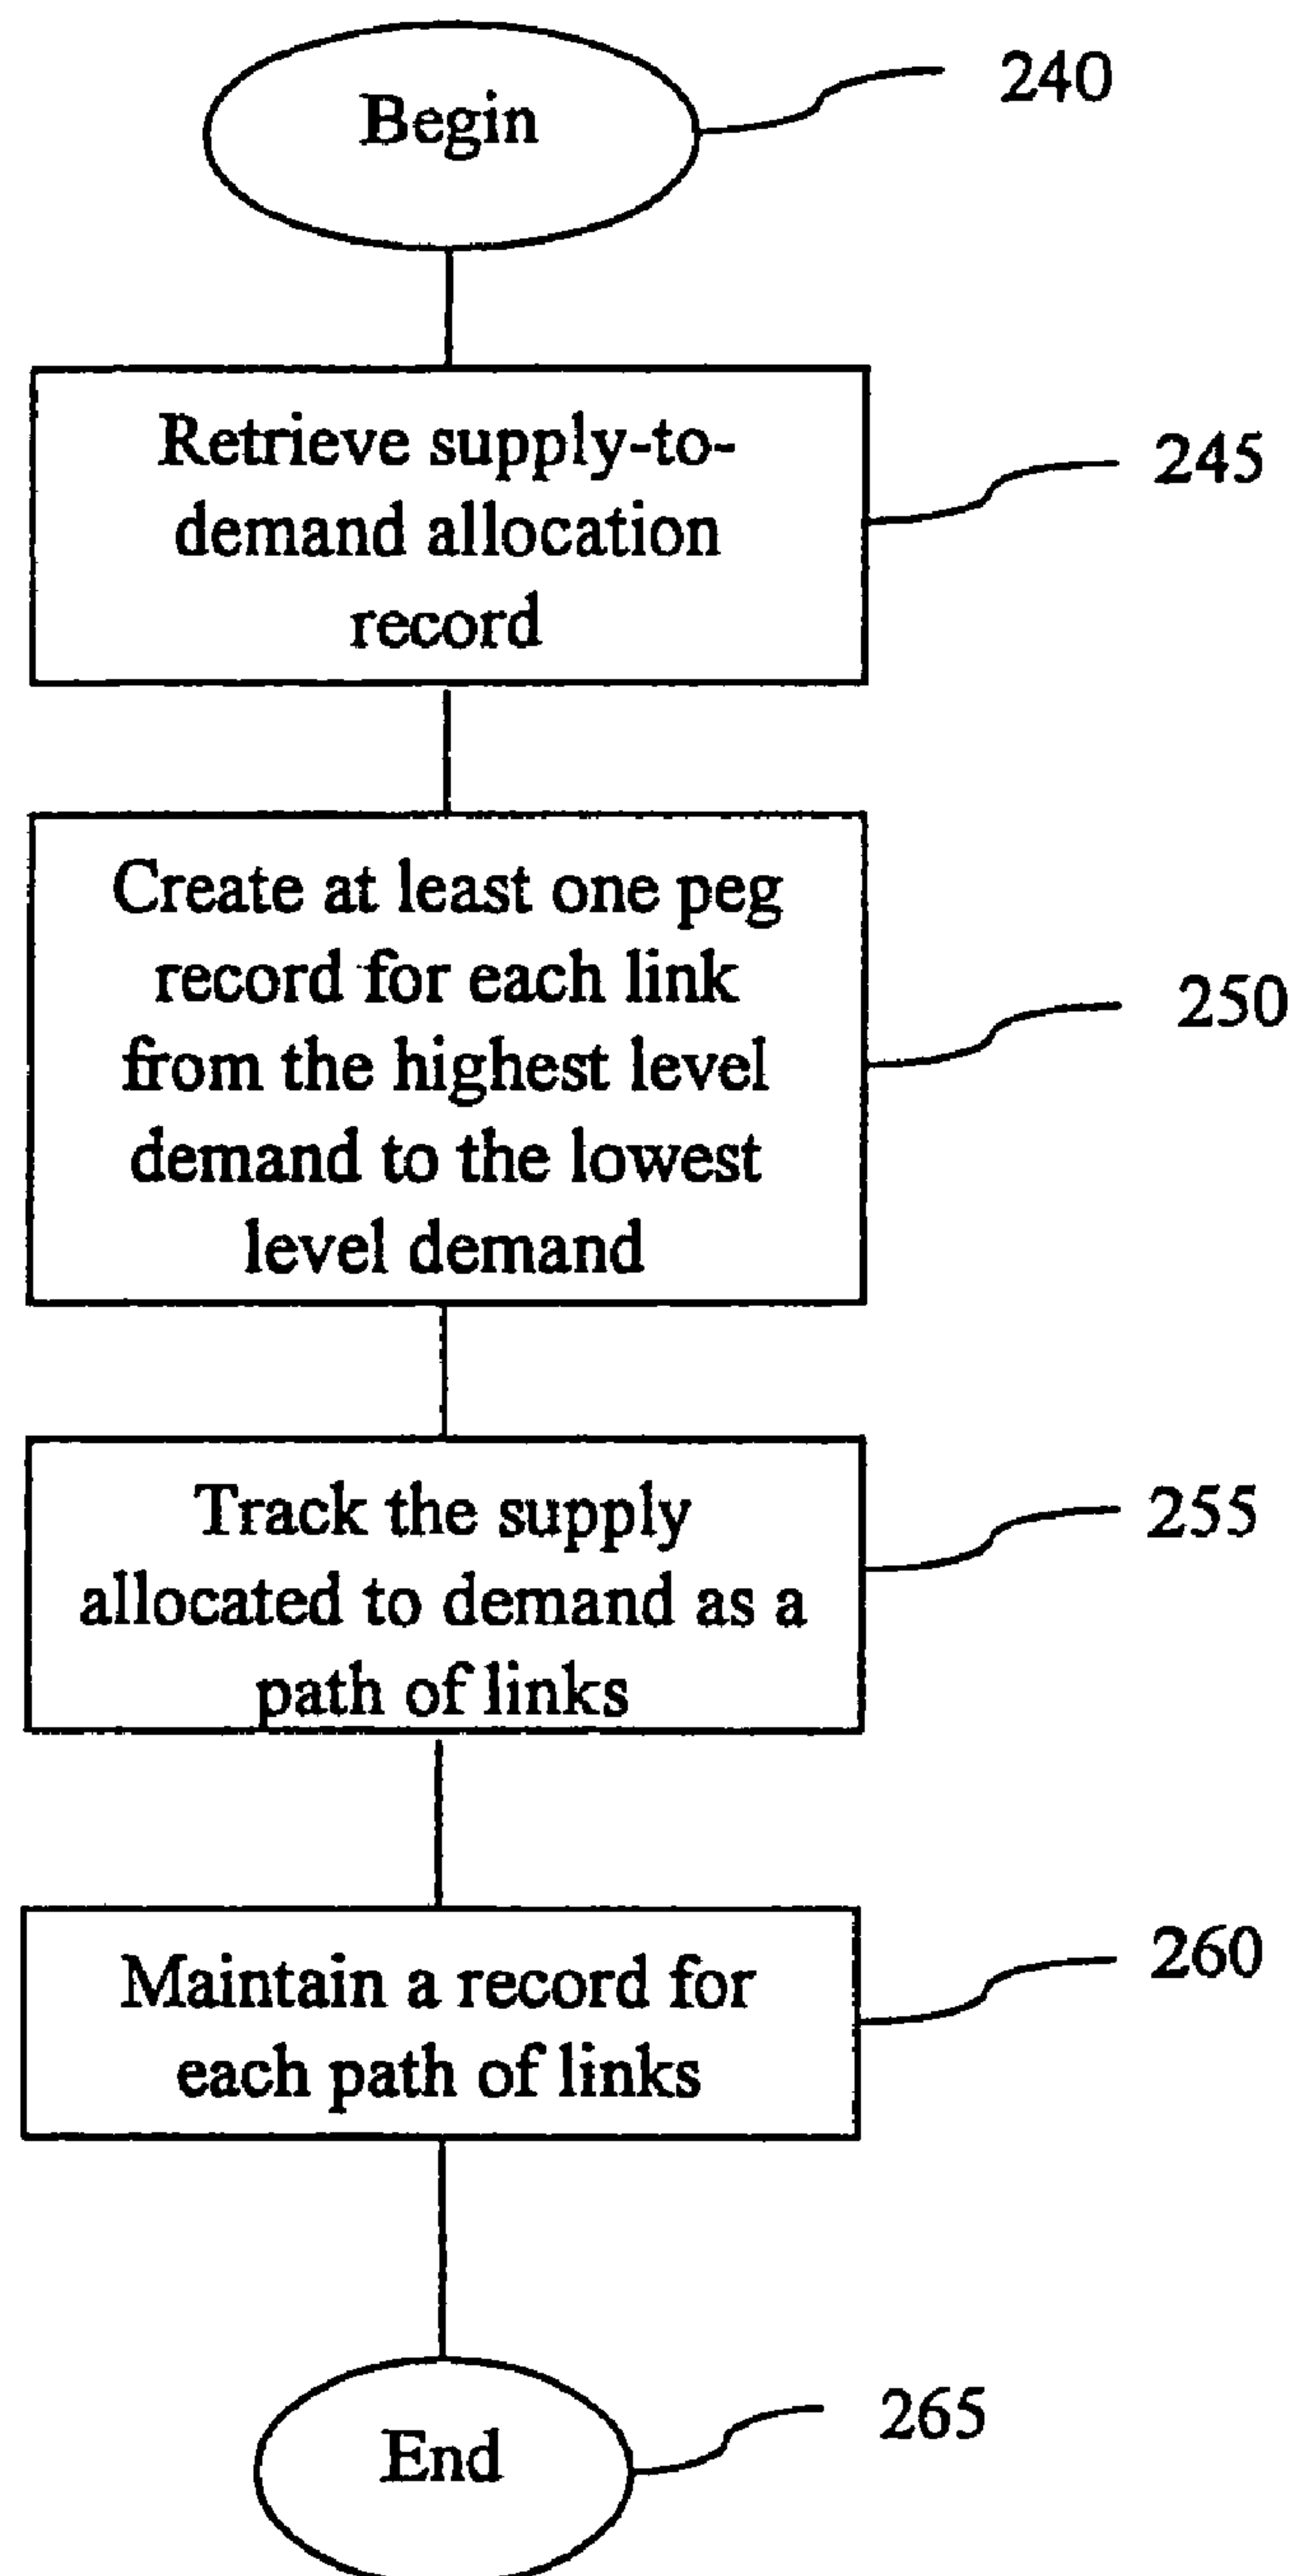 Begin
240
Retrieve supply-to-
demand allocation
record
245
Create at least one peg
record for each link
from the highest level
demand to the lowest
level demand
250
Track the supply
allocated to demand as a
path of links
255
Maintain a record for
each path of links
260
End
265